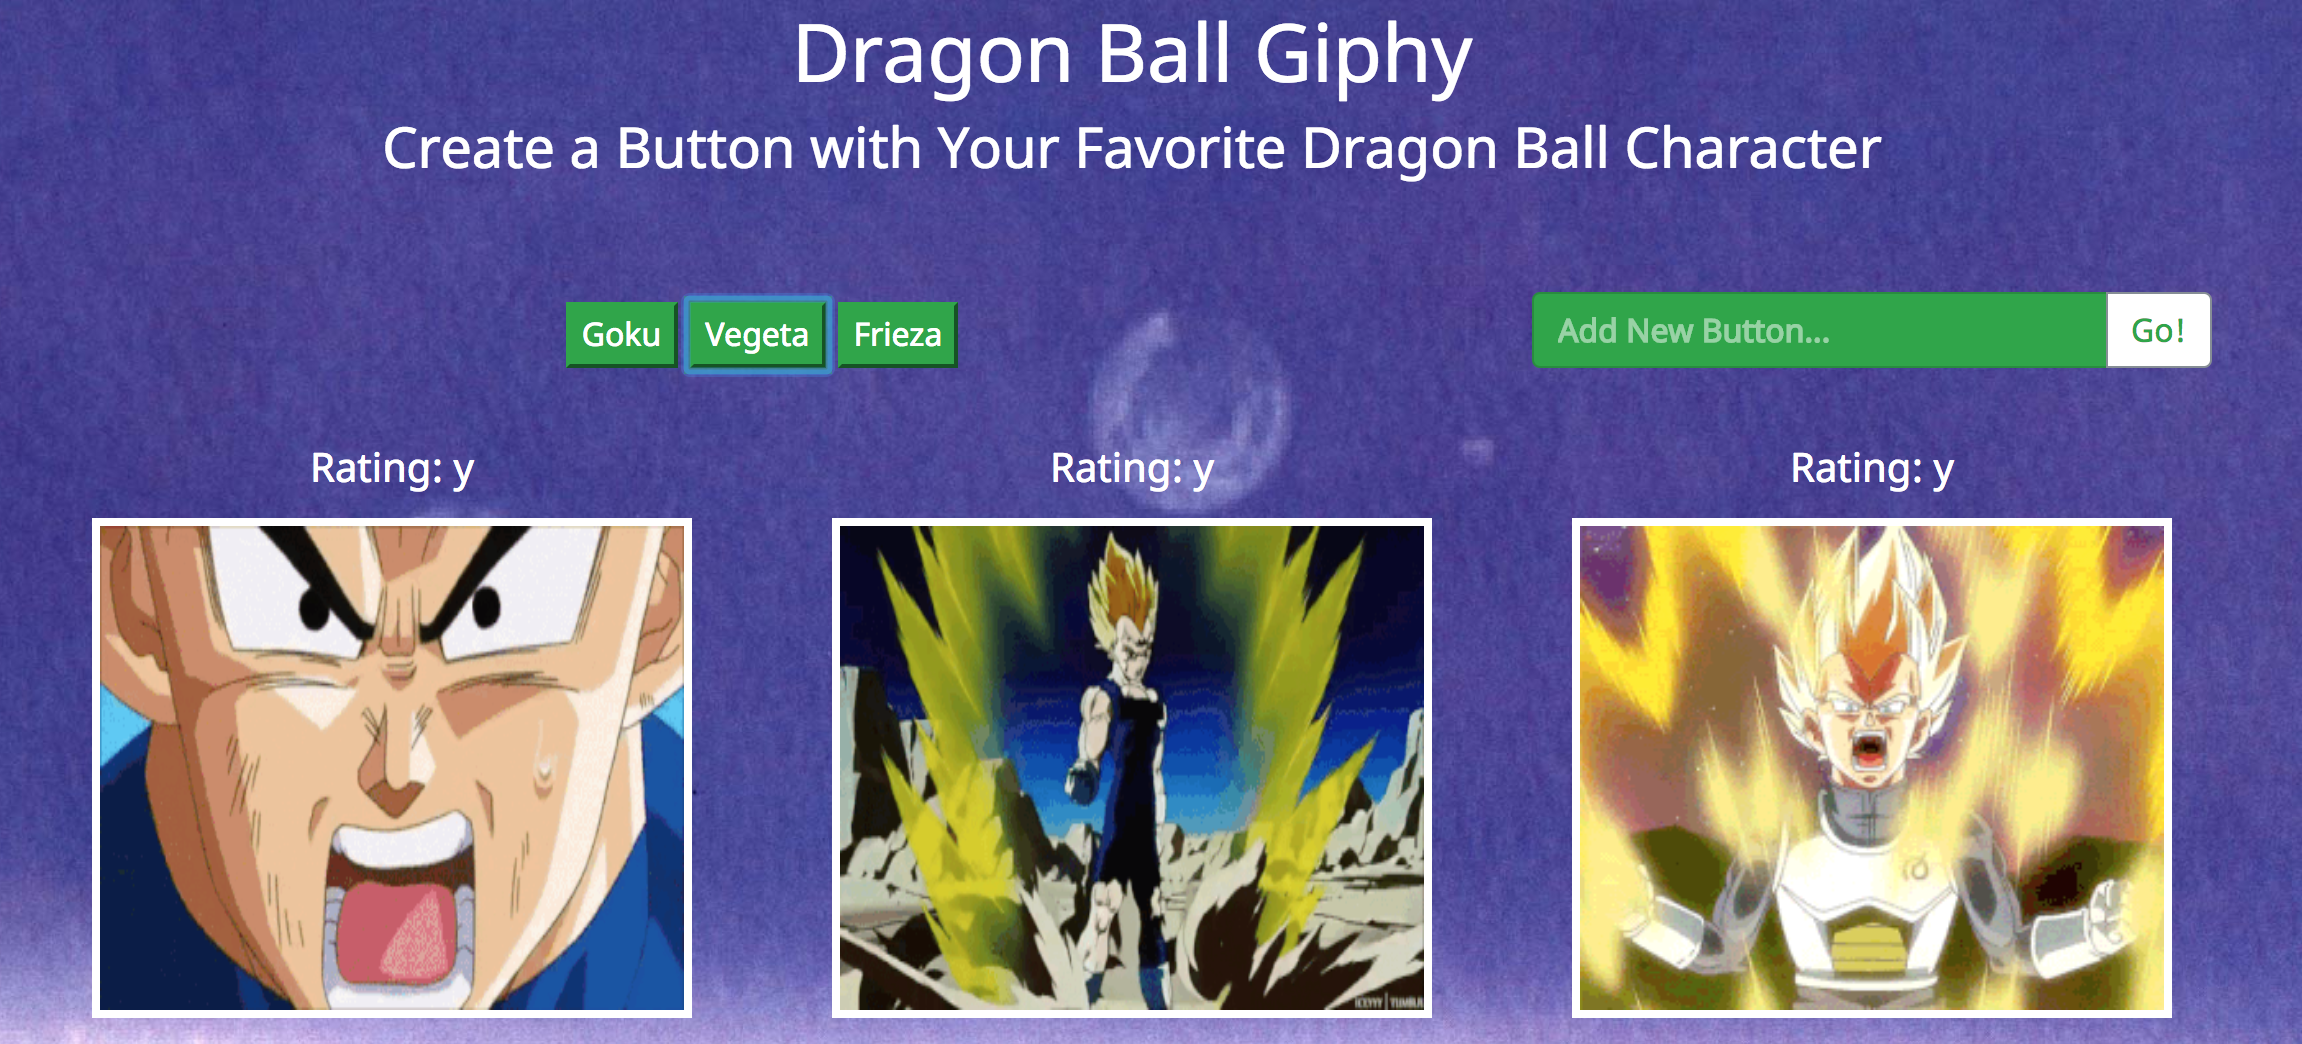 Dragon Ball Giphy
Create a Button with Your Favorite Dragon Ball Character
Goku Vegeta Frieza
Add New Button... Go!
Rating: y Rating: y Rating: y